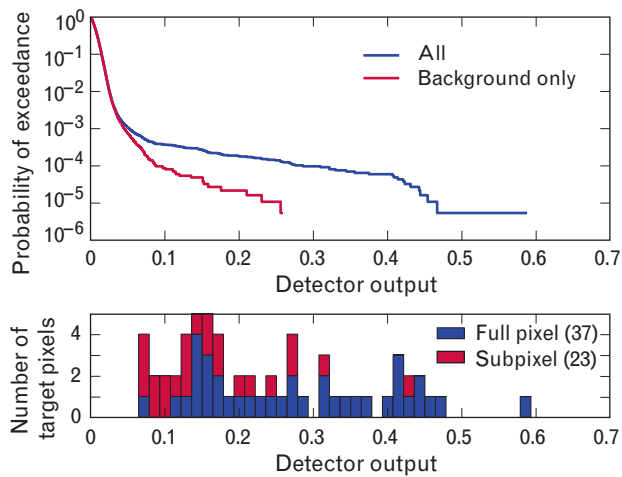 Probability of exceedance
10^0
10^-1
10^-2
10^-3
10^-4
10^-5
10^-6
All
Background only
0 0.1 0.2 0.3 0.4 0.5 0.6 0.7
Detector output
Number of
target pixels
4
2
0
Full pixel (37)
Subpixel (23)
0 0.1 0.2 0.3 0.4 0.5 0.6 0.7
Detector output